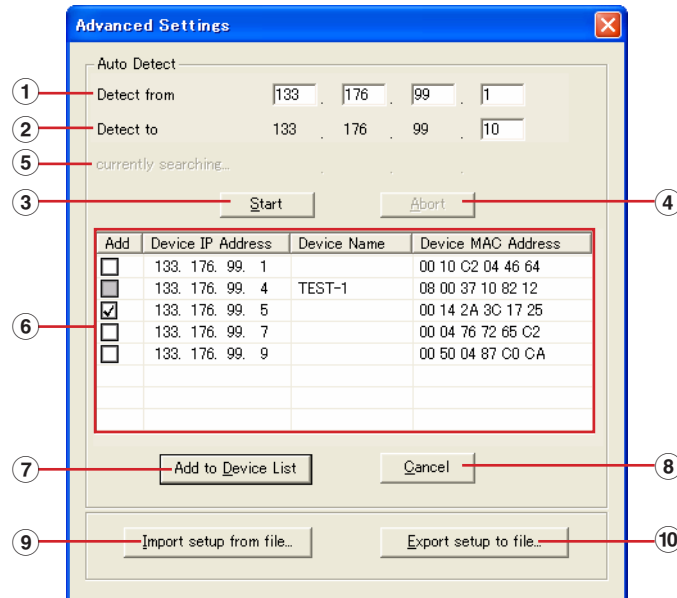 Advanced Settings
Auto Detect
1 Detect from 133 . 176 . 99 . 1
2 Detect to 133 . 176 . 99 . 10
5 currently searching... . . .
3 Start Abort 4
Add Device IP Address Device Name Device MAC Address
133. 176. 99. 1 00 10 C2 04 46 64
133. 176. 99. 4 TEST-1 08 00 37 10 82 12
6 133. 176. 99. 5 00 14 2A 3C 17 25
133. 176. 99. 7 00 04 76 72 65 C2
133. 176. 99. 9 00 50 04 87 C0 CA
7 Add to Device List Cancel 8
9 Import setup from file... Export setup to file... 10